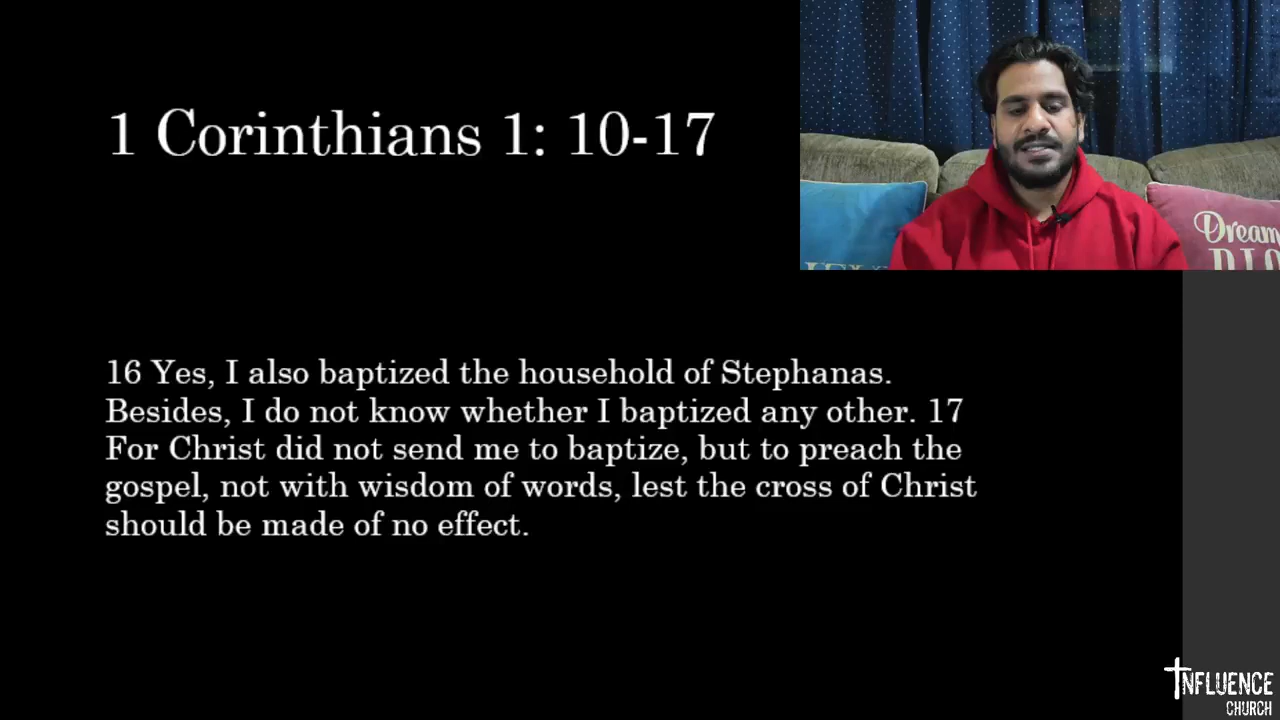 1 Corinthians 1: 10-17
Dream
16 Yes, I also baptized the household of Stephanas.
Besides, I do not know whether I baptized any other. 17
For Christ did not send me to baptize, but to preach the
gospel, not with wisdom of words, lest the cross of Christ
should be made of no effect.
INFLUENCE
CHURCH